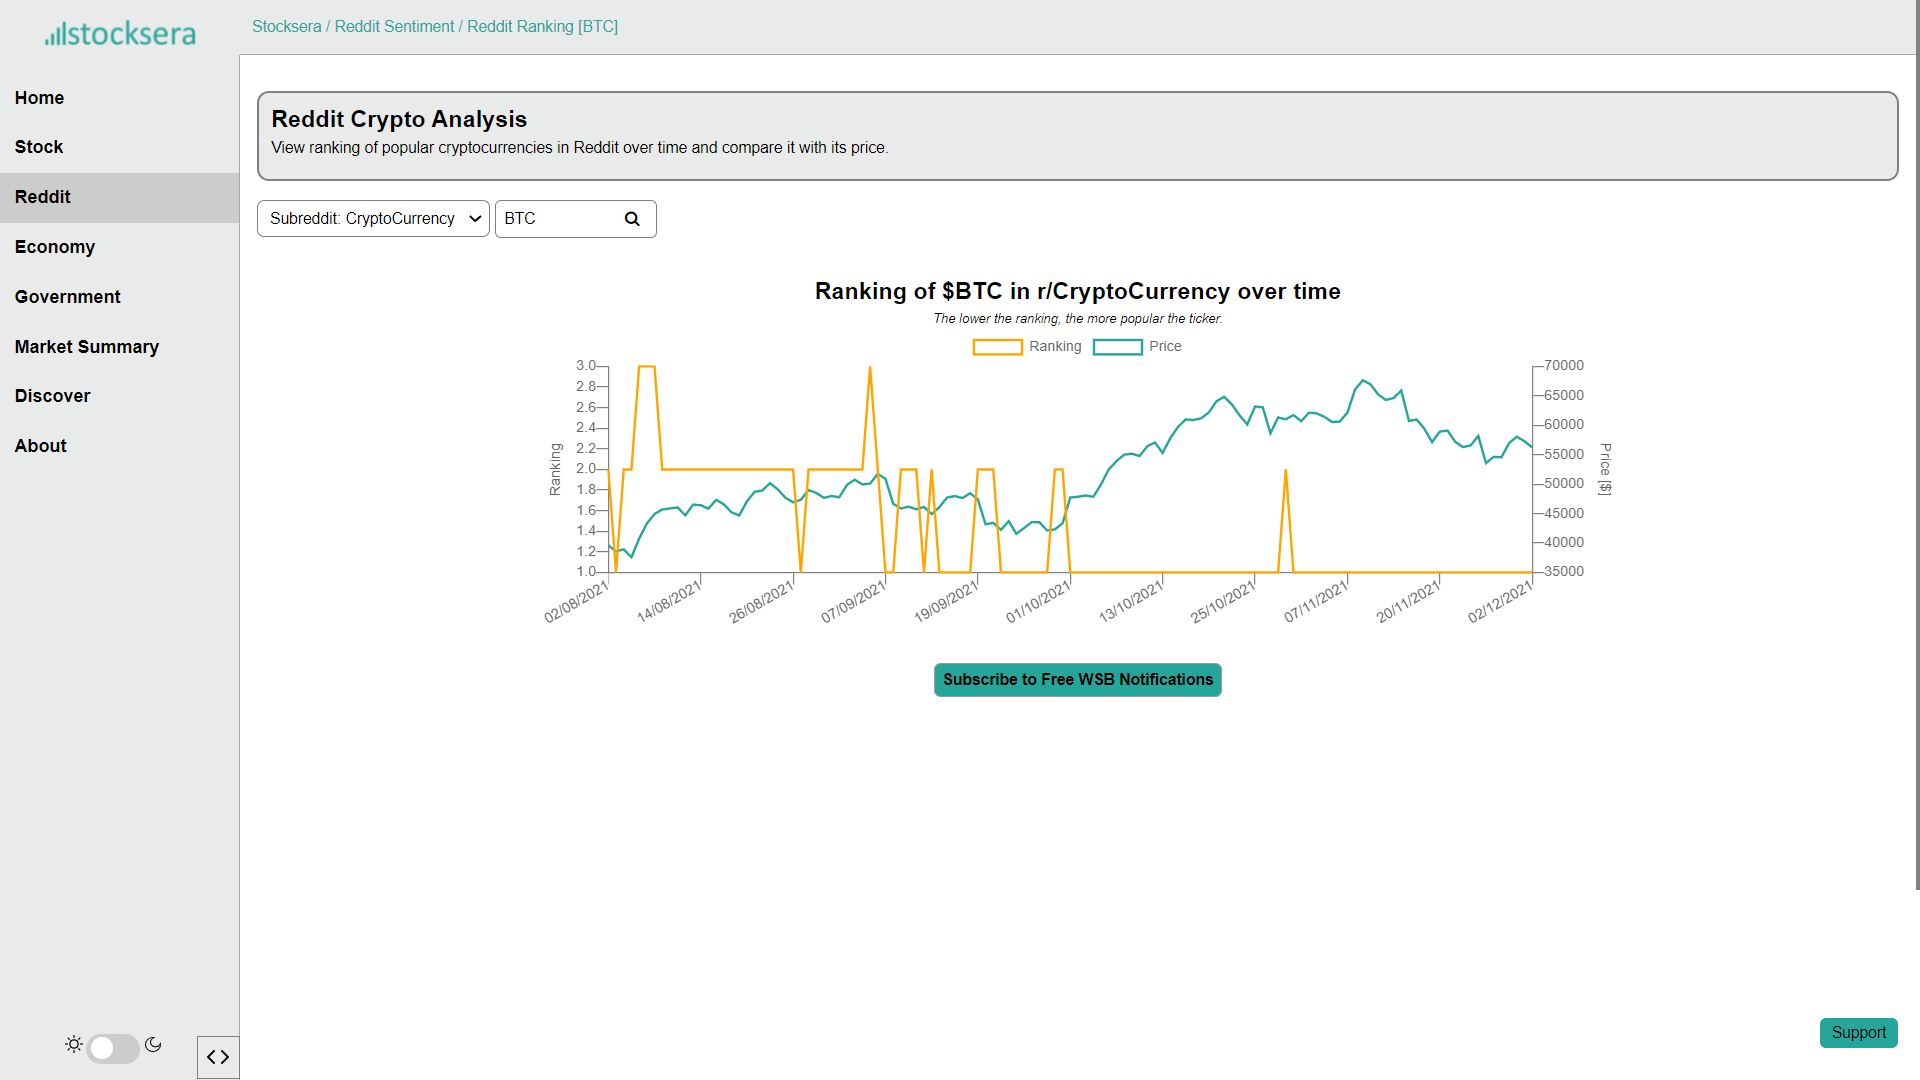 stocksera
Stocksera / Reddit Sentiment / Reddit Ranking [BTC]
Home
Stock
Reddit
Economy
Government
Market Summary
Discover
About
Reddit Crypto Analysis
View ranking of popular cryptocurrencies in Reddit over time and compare it with its price.
Subreddit: CryptoCurrency
BTC
Ranking of $BTC in r/CryptoCurrency over time
The lower the ranking, the more popular the ticker.
Ranking Price
Ranking
3.0
2.8
2.6
2.4
2.2
2.0
1.8
1.6
1.4
1.2
1.0
70000
65000
60000
55000
50000
45000
40000
35000
Price [$]
02/08/2021
14/08/2021
26/08/2021
07/09/2021
19/09/2021
01/10/2021
13/10/2021
25/10/2021
07/11/2021
20/11/2021
02/12/2021
Subscribe to Free WSB Notifications
Support